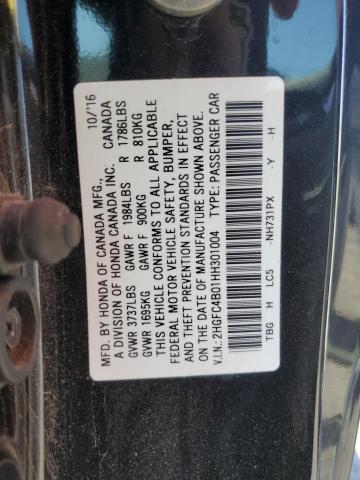 MFD. BY HONDA OF CANADA MFG., 10/'16
A DIVISION OF HONDA CANADA INC. CANADA
GVWR 3737LBS GAWR F 1984LBS R 1786LBS
GVWR 1695KG GAWR F 900KG R 810KG
THIS VEHICLE CONFORMS TO ALL APPLICABLE
FEDERAL MOTOR VEHICLE SAFETY, BUMPER,
AND THEFT PREVENTION STANDARDS IN EFFECT
ON THE DATE OF MANUFACTURE SHOWN ABOVE.
V.I.N.: 2HGFC4B01HH301004 TYPE: PASSENGER CAR
TBG H LC5 -NH731PX -Y -H